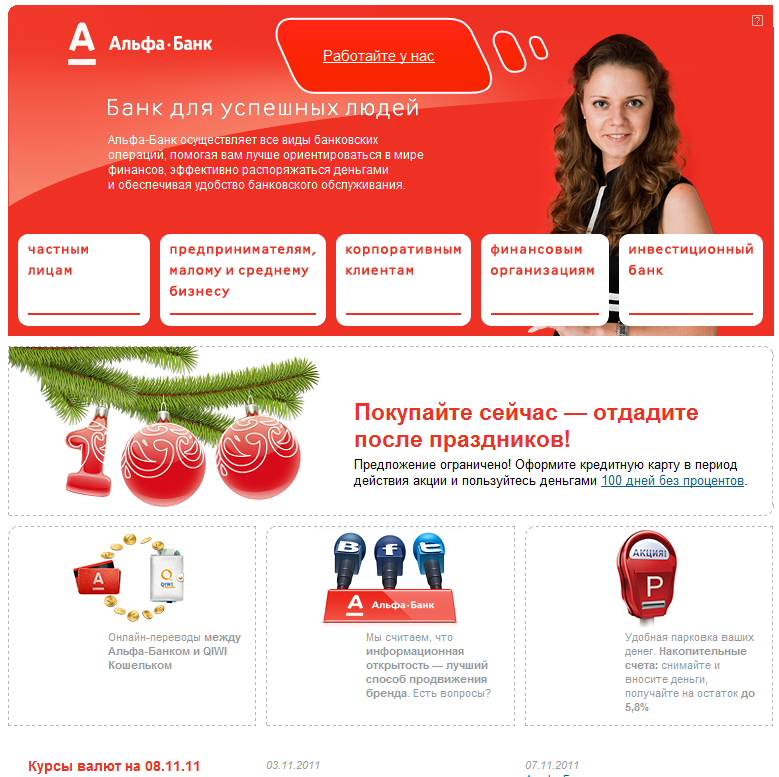 Альфа·Банк
Работайте у нас
?
Банк для успешных людей
Альфа-Банк осуществляет все виды банковских
операций, помогая вам лучше ориентироваться в мире
финансов, эффективно распоряжаться деньгами
и обеспечивая удобство банковского обслуживания.
частным
лицам
предпринимателям,
малому и среднему
бизнесу
корпоративным
клиентам
финансовым
организациям
инвестиционный
банк
100
Покупайте сейчас — отдадите
после праздников!
Предложение ограничено! Оформите кредитную карту в период
действия акции и пользуйтесь деньгами 100 дней без процентов.
А
QIWI
Онлайн-переводы между
Альфа-Банком и QIWI
Кошельком
В f t
Альфа·Банк
Мы считаем, что
информационная
открытость — лучший
способ продвижения
бренда. Есть вопросы?
АКЦИЯ!
P
Удобная парковка ваших
денег. Накопительные
счета: снимайте и
вносите деньги,
получайте на остаток до
5,8%
Курсы валют на 08.11.11
03.11.2011
07.11.2011